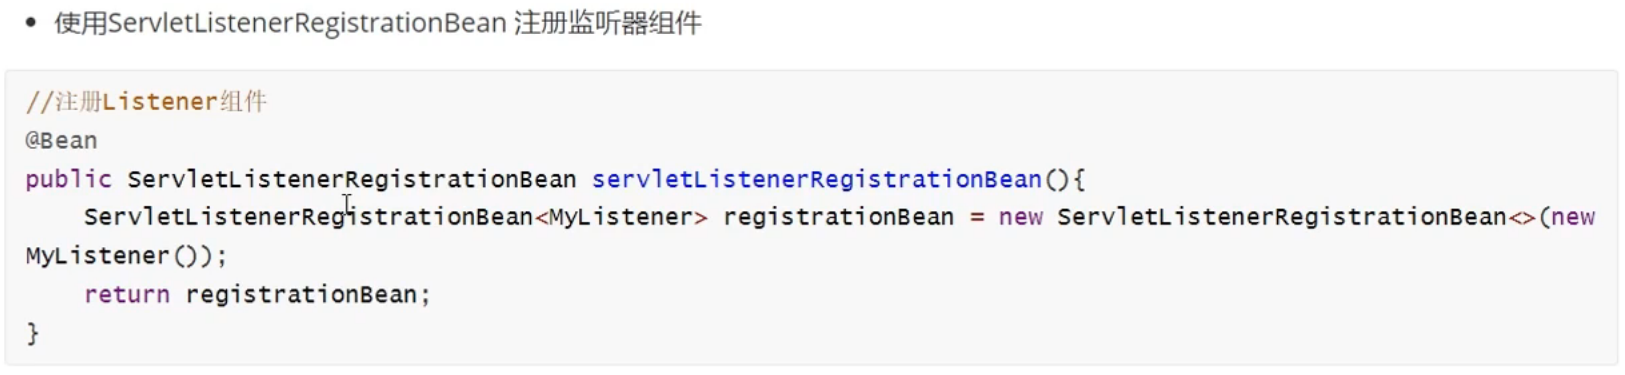 • 使用ServletListenerRegistrationBean 注册监听器组件
//注册Listener组件
@Bean
public ServletListenerRegistrationBean servletListenerRegistrationBean(){
    ServletListenerRegistrationBean<MyListener> registrationBean = new ServletListenerRegistrationBean<>(new
MyListener());
    return registrationBean;
}